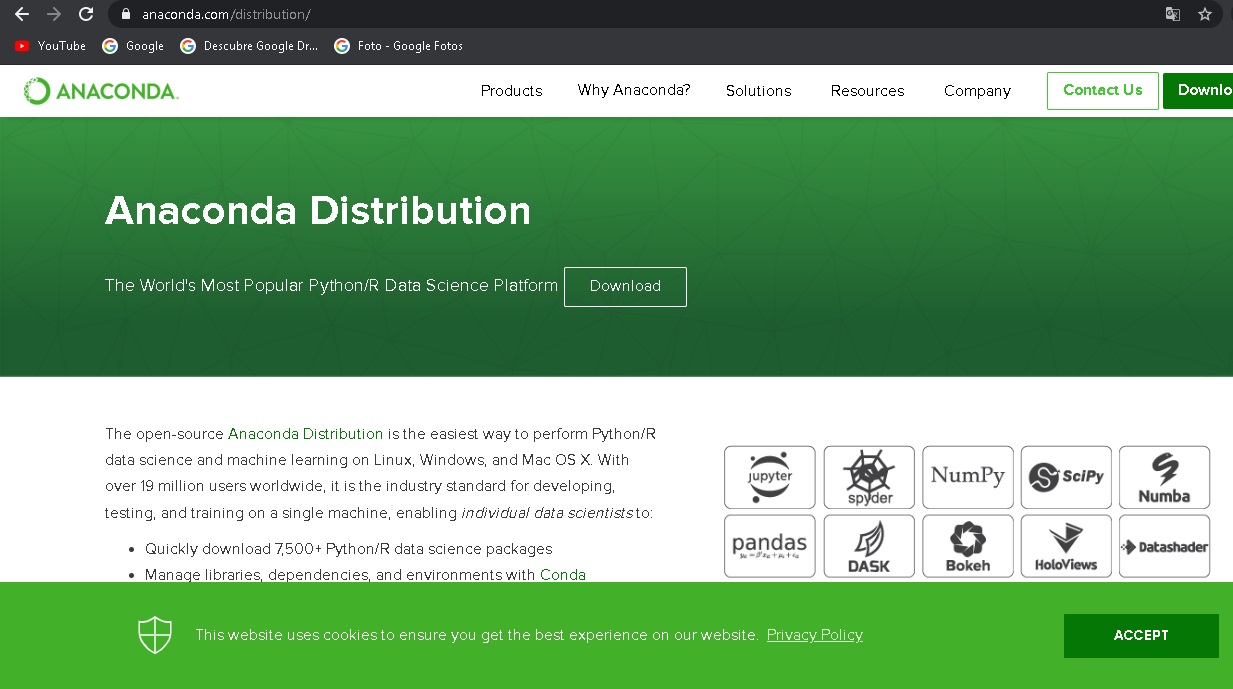 anaconda.com/distribution/
YouTube Google Descubre Google Dr... Foto - Google Fotos
ANACONDA. Products Why Anaconda? Solutions Resources Company Contact Us Downlo
Anaconda Distribution
The World's Most Popular Python/R Data Science Platform Download
The open-source Anaconda Distribution is the easiest way to perform Python/R
data science and machine learning on Linux, Windows, and Mac OS X. With
over 19 million users worldwide, it is the industry standard for developing,
testing, and training on a single machine, enabling individual data scientists to:
• Quickly download 7,500+ Python/R data science packages
• Manage libraries, dependencies, and environments with Conda
jupyter spyder NumPy SciPy Numba
pandas DASK Bokeh HoloViews Datashader
This website uses cookies to ensure you get the best experience on our website. Privacy Policy ACCEPT